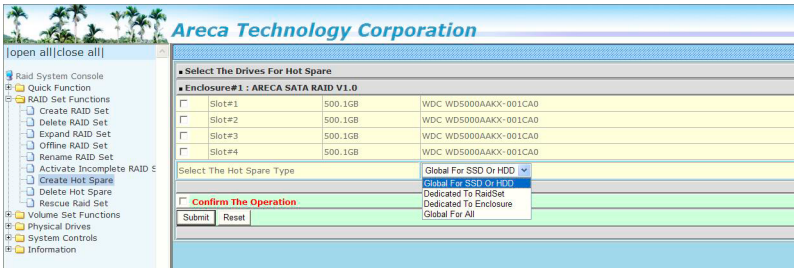 Areca Technology Corporation
|open all|close all|
Raid System Console
Quick Function
RAID Set Functions
Create RAID Set
Delete RAID Set
Expand RAID Set
Offline RAID Set
Rename RAID Set
Activate Incomplete RAID S
Create Hot Spare
Delete Hot Spare
Rescue Raid Set
Volume Set Functions
Physical Drives
System Controls
Information
Select The Drives For Hot Spare
Enclosure#1 : ARECA SATA RAID V1.0
Slot#1 500.1GB WDC WD5000AAKX-001CA0
Slot#2 500.1GB WDC WD5000AAKX-001CA0
Slot#3 500.1GB WDC WD5000AAKX-001CA0
Slot#4 500.1GB WDC WD5000AAKX-001CA0
Select The Hot Spare Type Global For SSD Or HDD
Global For SSD Or HDD
Dedicated To RaidSet
Dedicated To Enclosure
Global For All
Confirm The Operation
Submit Reset